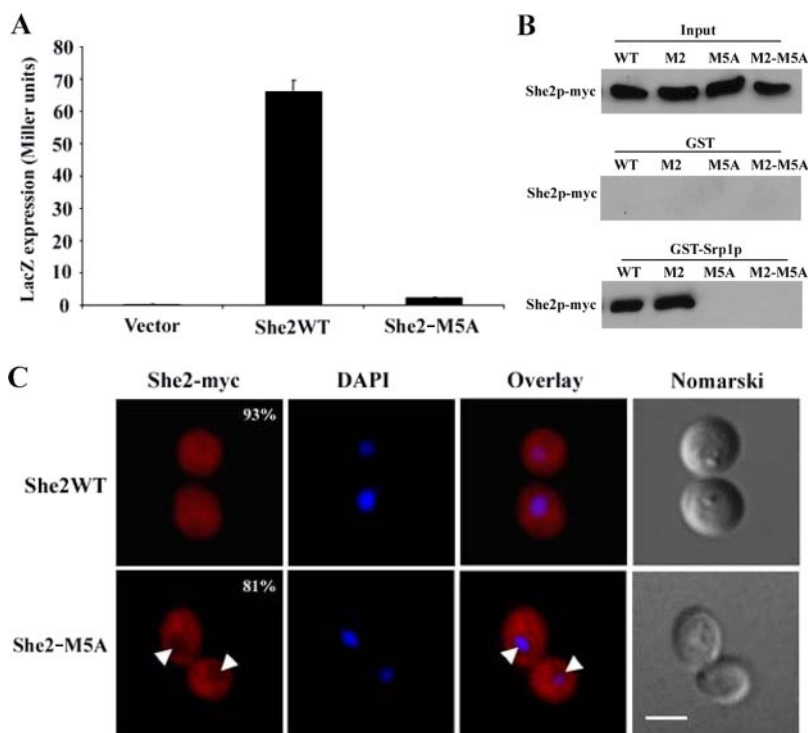 A
LacZ expression (Miller units)
80
70
60
50
40
30
20
10
0
Vector She2WT She2-M5A
B
Input
WT M2 M5A M2-M5A
She2p-myc
GST
WT M2 M5A M2-M5A
She2p-myc
GST-Srp1p
WT M2 M5A M2-M5A
She2p-myc
C
She2-myc DAPI Overlay Nomarski
93%
She2WT
81%
She2-M5A